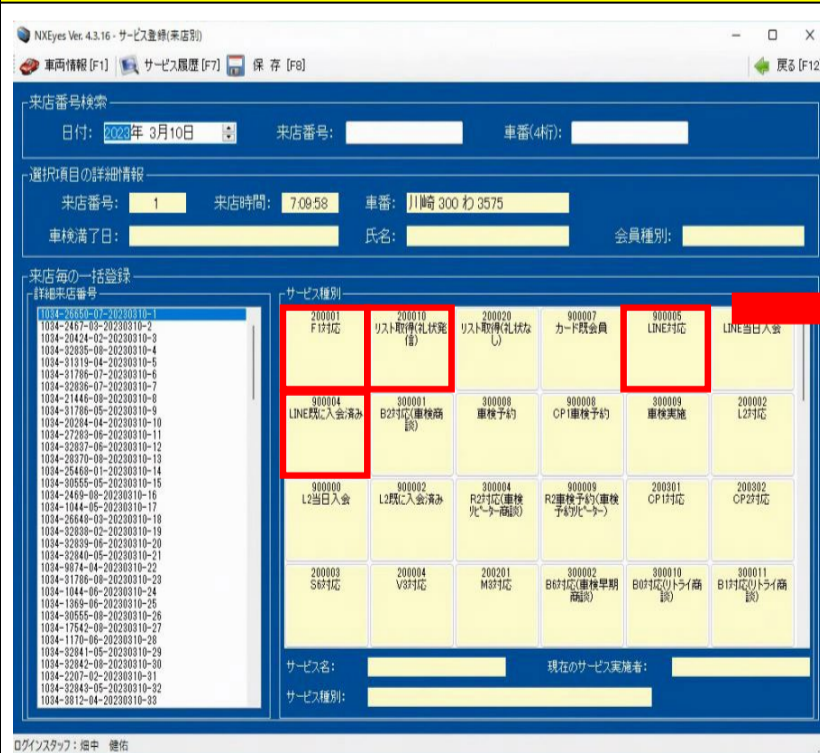 NXEyes Ver. 4.3.16 - サービス登録(来店別)
車両情報 [F1] サービス履歴 [F7] 保 存 [F8] 戻る [F12
来店番号検索
日付: 2023年 3月10日 来店番号: 車番(4桁):
選択項目の詳細情報
来店番号: 1 来店時間: 7:09:58 車番: 川崎 300 わ 3575
車検満了日: 氏名: 会員種別:
来店毎の一括登録
詳細来店番号
1034-26650-07-20230310-1
1034-2467-03-20230310-2
1034-20424-02-20230310-3
1034-32835-08-20230310-4
1034-31319-04-20230310-5
1034-31786-07-20230310-6
1034-32836-07-20230310-7
1034-21446-08-20230310-8
1034-31786-05-20230310-9
1034-20284-04-20230310-10
1034-27283-06-20230310-11
1034-32837-06-20230310-12
1034-28370-08-20230310-13
1034-25468-01-20230310-14
1034-30555-05-20230310-15
1034-2469-08-20230310-16
1034-1044-05-20230310-17
1034-26648-03-20230310-18
1034-32838-02-20230310-19
1034-32839-06-20230310-20
1034-32840-05-20230310-21
1034-9874-04-20230310-22
1034-31786-08-20230310-23
1034-1044-06-20230310-24
1034-1369-06-20230310-25
1034-30555-08-20230310-26
1034-17542-08-20230310-27
1034-1170-06-20230310-28
1034-32841-05-20230310-29
1034-32842-08-20230310-30
1034-2207-02-20230310-31
1034-32843-05-20230310-32
1034-3812-04-20230310-33
サービス種別
200001 200010 200020 900007 900005
F1対応 リスト取得(礼状発 リスト取得(礼状な カード既会員 LINE対応 LINE当日入会
信) し)
900004 300001 300008 900008 300009 200002
LINE既に入会済み B2対応(車検商 車検予約 CP1車検予約 車検実施 L2対応
談)
900000 900002 300004 900009 200301 200302
L2当日入会 L2既に入会済み R2対応(車検 R2車検予約(車検 CP1対応 CP2対応
リピーター商談) 予約リピーター)
200003 200004 200201 300002 300010 300011
S6対応 V3対応 M3対応 B6対応(車検早期 B0対応(リトライ商 B1対応(リトライ商
商談) 談) 談)
サービス名: 現在のサービス実施者:
サービス種別:
ログインスタッフ : 畑中 健佑